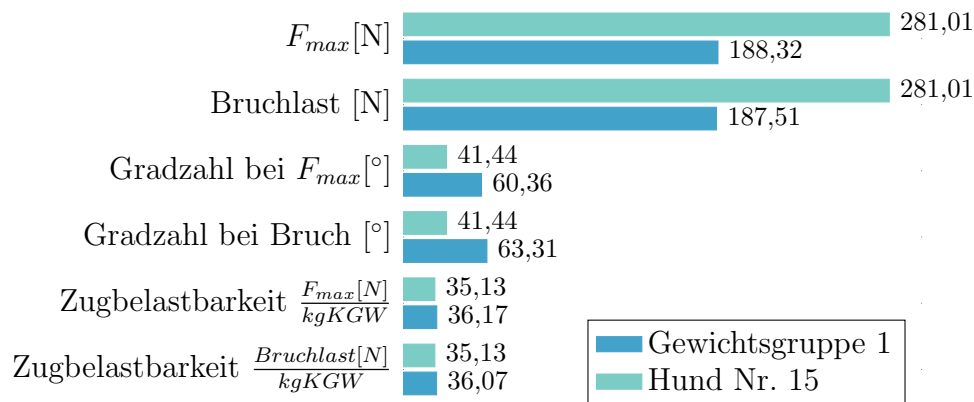 F_max[N] 281,01
188,32
Bruchlast [N] 281,01
187,51
Gradzahl bei F_max[°] 41,44
60,36
Gradzahl bei Bruch [°] 41,44
63,31
Zugbelastbarkeit F_max[N]/kgKGW 35,13
36,17
Zugbelastbarkeit Bruchlast[N]/kgKGW 35,13
36,07
Gewichtsgruppe 1
Hund Nr. 15